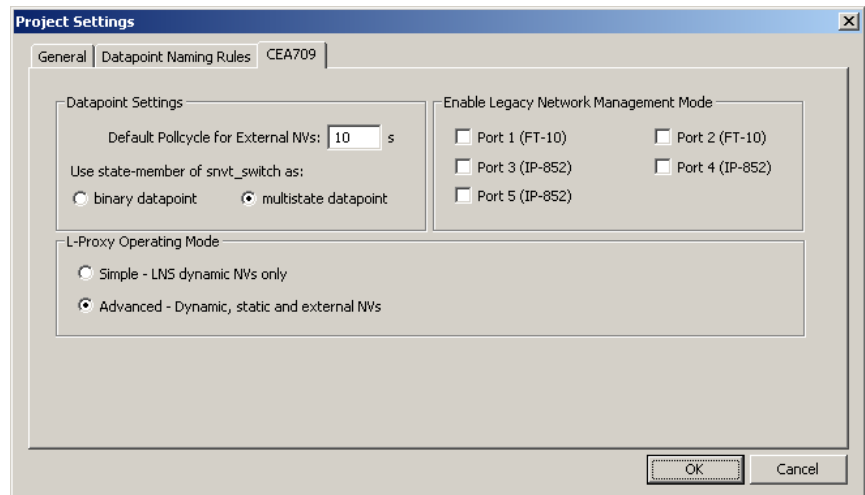 Project Settings
General
Datapoint Naming Rules
CEA709
Datapoint Settings
Default Pollcycle for External NVs: 10 s
Use state-member of snvt_switch as:
binary datapoint
multistate datapoint
Enable Legacy Network Management Mode
Port 1 (FT-10)
Port 2 (FT-10)
Port 3 (IP-852)
Port 4 (IP-852)
Port 5 (IP-852)
L-Proxy Operating Mode
Simple - LNS dynamic NVs only
Advanced - Dynamic, static and external NVs
OK
Cancel